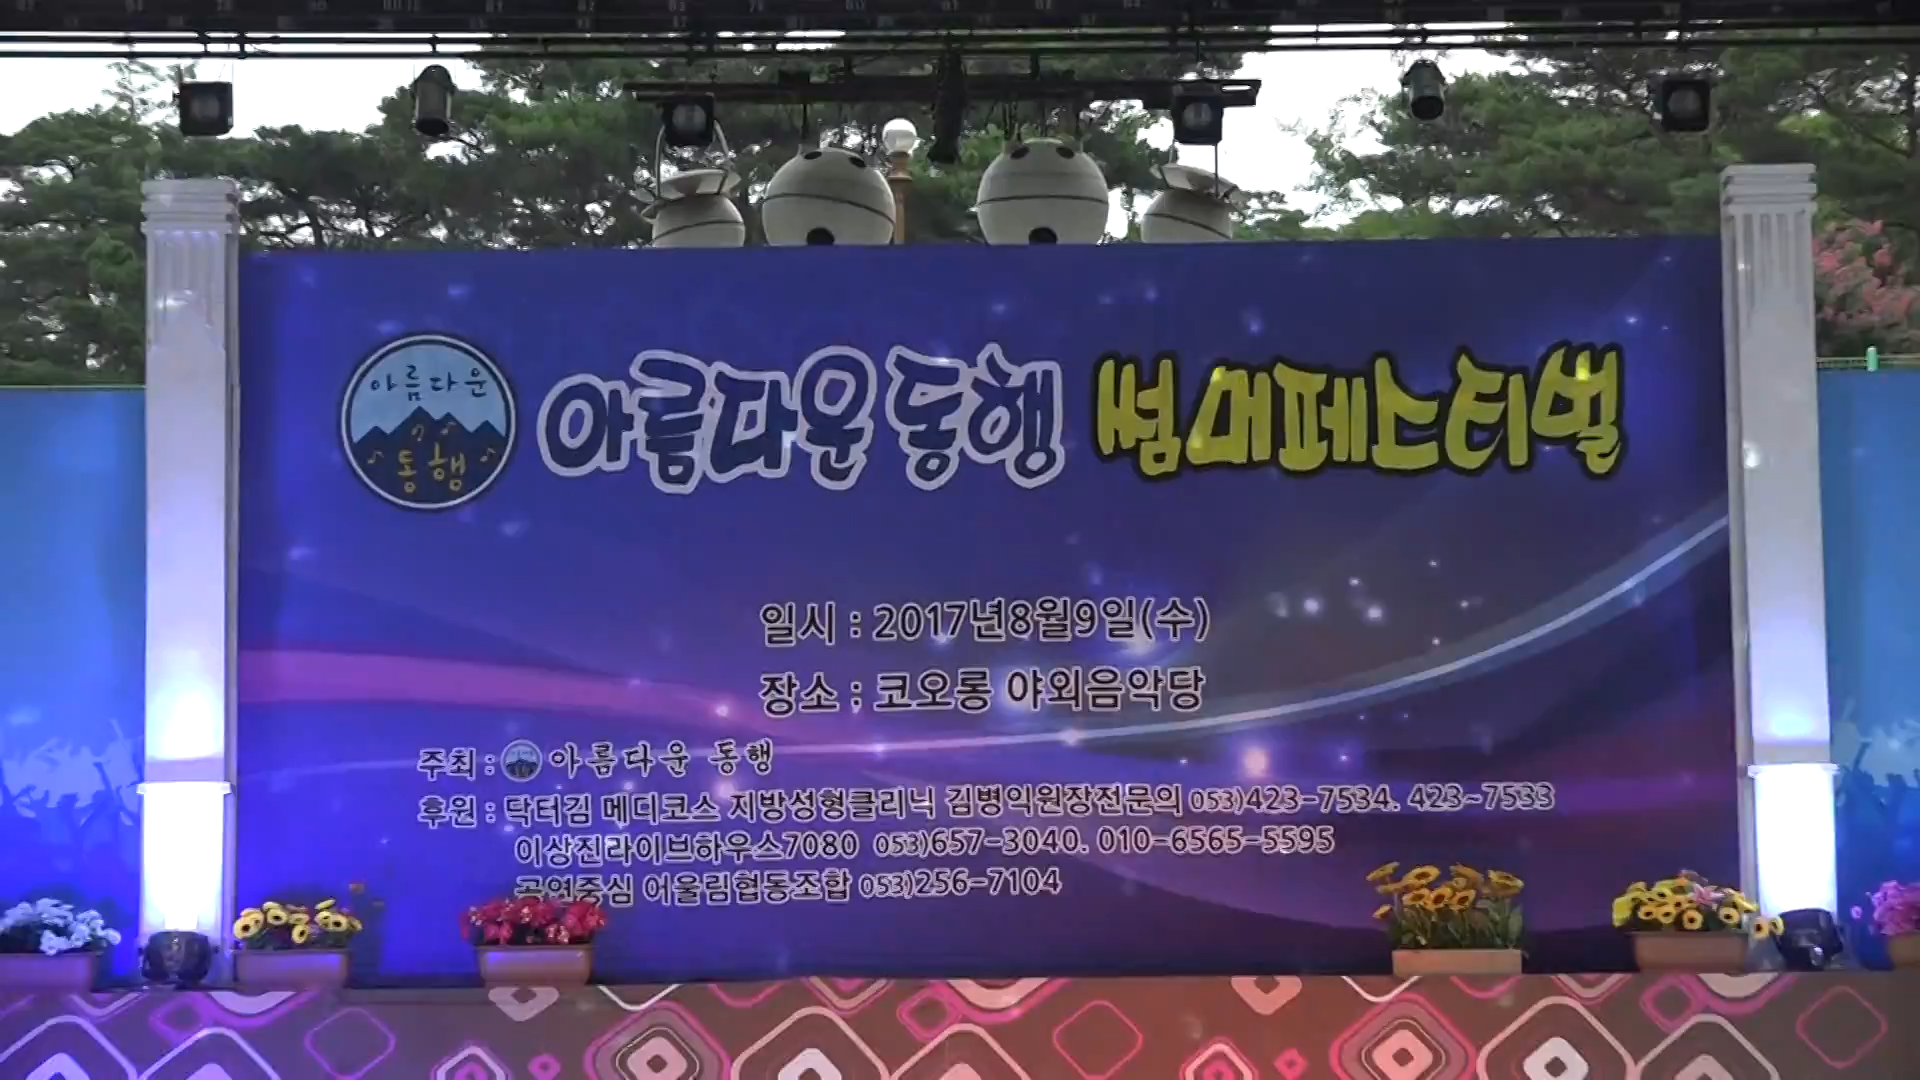 아름다운
동행
아름다운 동행 썸머페스티벌
일시 : 2017년8월9일(수)
장소 : 코오롱 야외음악당
주최 : 아름다운 동행
후원 : 닥터김 메디코스 지방성형클리닉 김병익원장전문의 053)423-7534. 423-7533
이상진라이브하우스7080 053)657-3040. 010-6565-5595
공연중심 어울림협동조합 053)256-7104